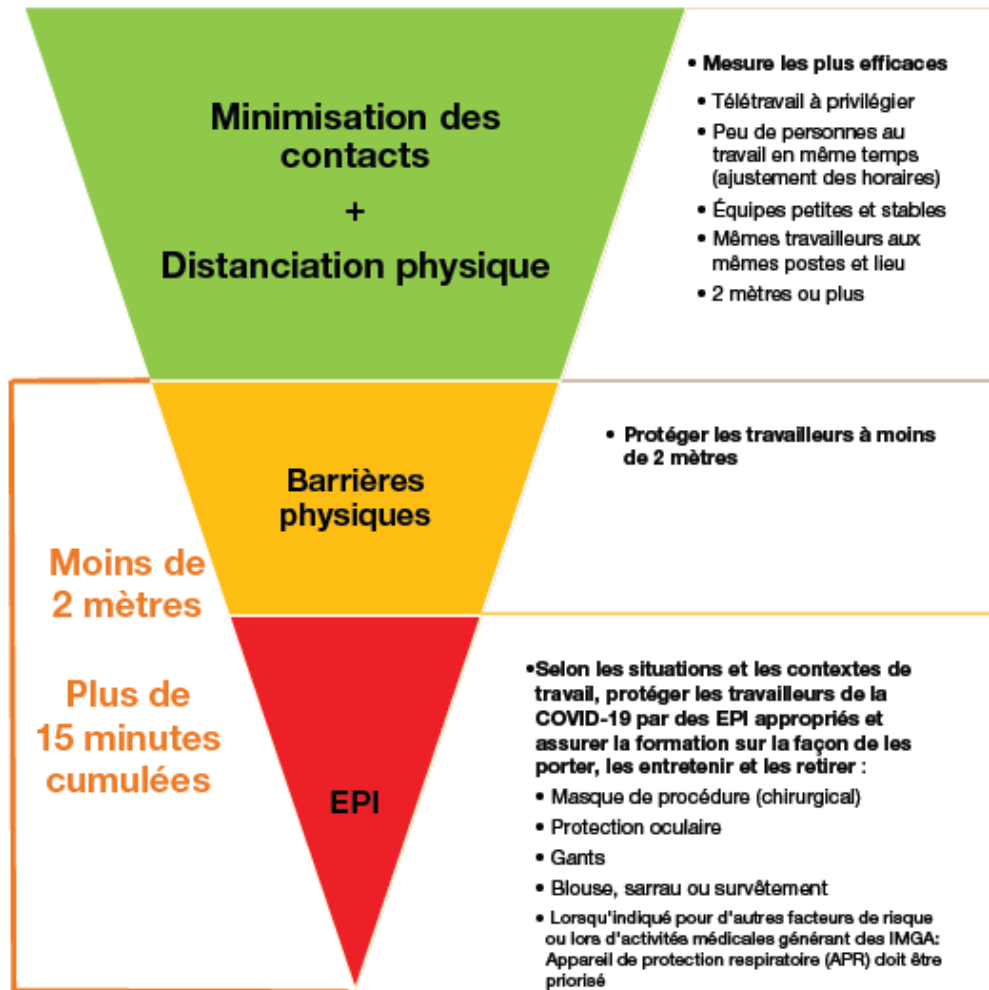 Minimisation des
contacts
+
Distanciation physique
• Mesure les plus efficaces
• Télétravail à privilégier
• Peu de personnes au
travail en même temps
(ajustement des horaires)
• Équipes petites et stables
• Mêmes travailleurs aux
mêmes postes et lieu
• 2 mètres ou plus
Barrières
physiques
• Protéger les travailleurs à moins
de 2 mètres
Moins de
2 mètres
Plus de
15 minutes
cumulées
EPI
•Selon les situations et les contextes de
travail, protéger les travailleurs de la
COVID-19 par des EPI appropriés et
assurer la formation sur la façon de les
porter, les entretenir et les retirer :
• Masque de procédure (chirurgical)
• Protection oculaire
• Gants
• Blouse, sarrau ou survêtement
• Lorsqu'indiqué pour d'autres facteurs de risque
ou lors d'activités médicales générant des IMGA:
Appareil de protection respiratoire (APR) doit être
priorisé